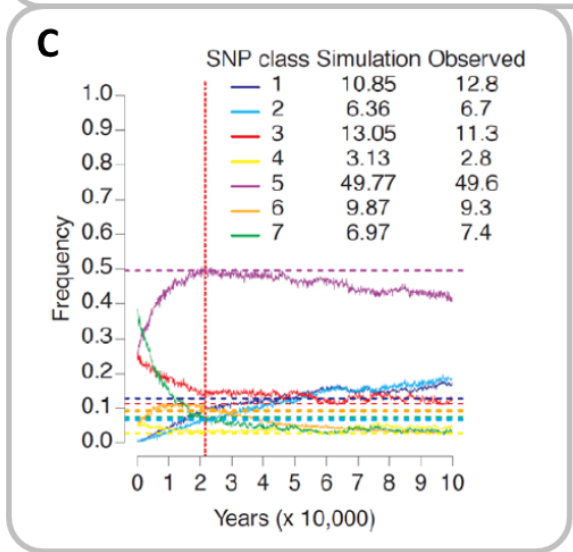 C
SNP class Simulation Observed
1 10.85 12.8
2 6.36 6.7
3 13.05 11.3
4 3.13 2.8
5 49.77 49.6
6 9.87 9.3
7 6.97 7.4
1.0
0.9
0.8
0.7
0.6
0.5
0.4
0.3
0.2
0.1
0.0
Frequency
0 1 2 3 4 5 6 7 8 9 10
Years (x 10,000)